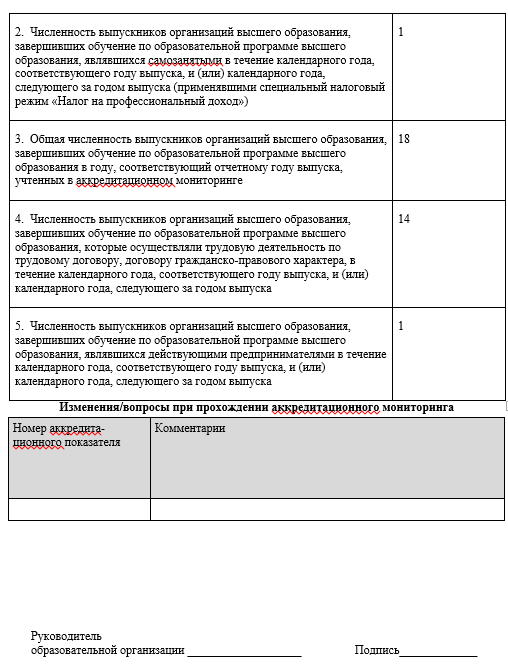 2. Численность выпускников организаций высшего образования,
завершивших обучение по образовательной программе высшего
образования, являвшихся самозанятыми в течение календарного года,
соответствующего году выпуска, и (или) календарного года,
следующего за годом выпуска (применявшими специальный налоговый
режим «Налог на профессиональный доход»)
1
3. Общая численность выпускников организаций высшего образования,
завершивших обучение по образовательной программе высшего
образования в году, соответствующий отчетному году выпуска,
учтенных в аккредитационном мониторинге
18
4. Численность выпускников организаций высшего образования,
завершивших обучение по образовательной программе высшего
образования, которые осуществляли трудовую деятельность по
трудовому договору, договору гражданско-правового характера, в
течение календарного года, соответствующего году выпуска, и (или)
календарного года, следующего за годом выпуска
14
5. Численность выпускников организаций высшего образования,
завершивших обучение по образовательной программе высшего
образования, являвшихся действующими предпринимателями в течение
календарного года, соответствующего году выпуска, и (или)
календарного года, следующего за годом выпуска
1
Изменения/вопросы при прохождении аккредитационного мониторинга
Номер аккредита-
ционного показателя
Комментарии
Руководитель
образовательной организации ___________________ Подпись_____________